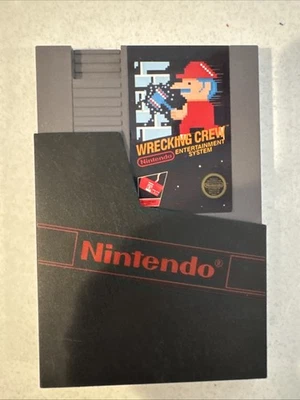 WRECKING CREW
Nintendo
ENTERTAINMENT
SYSTEM
Nintendo®